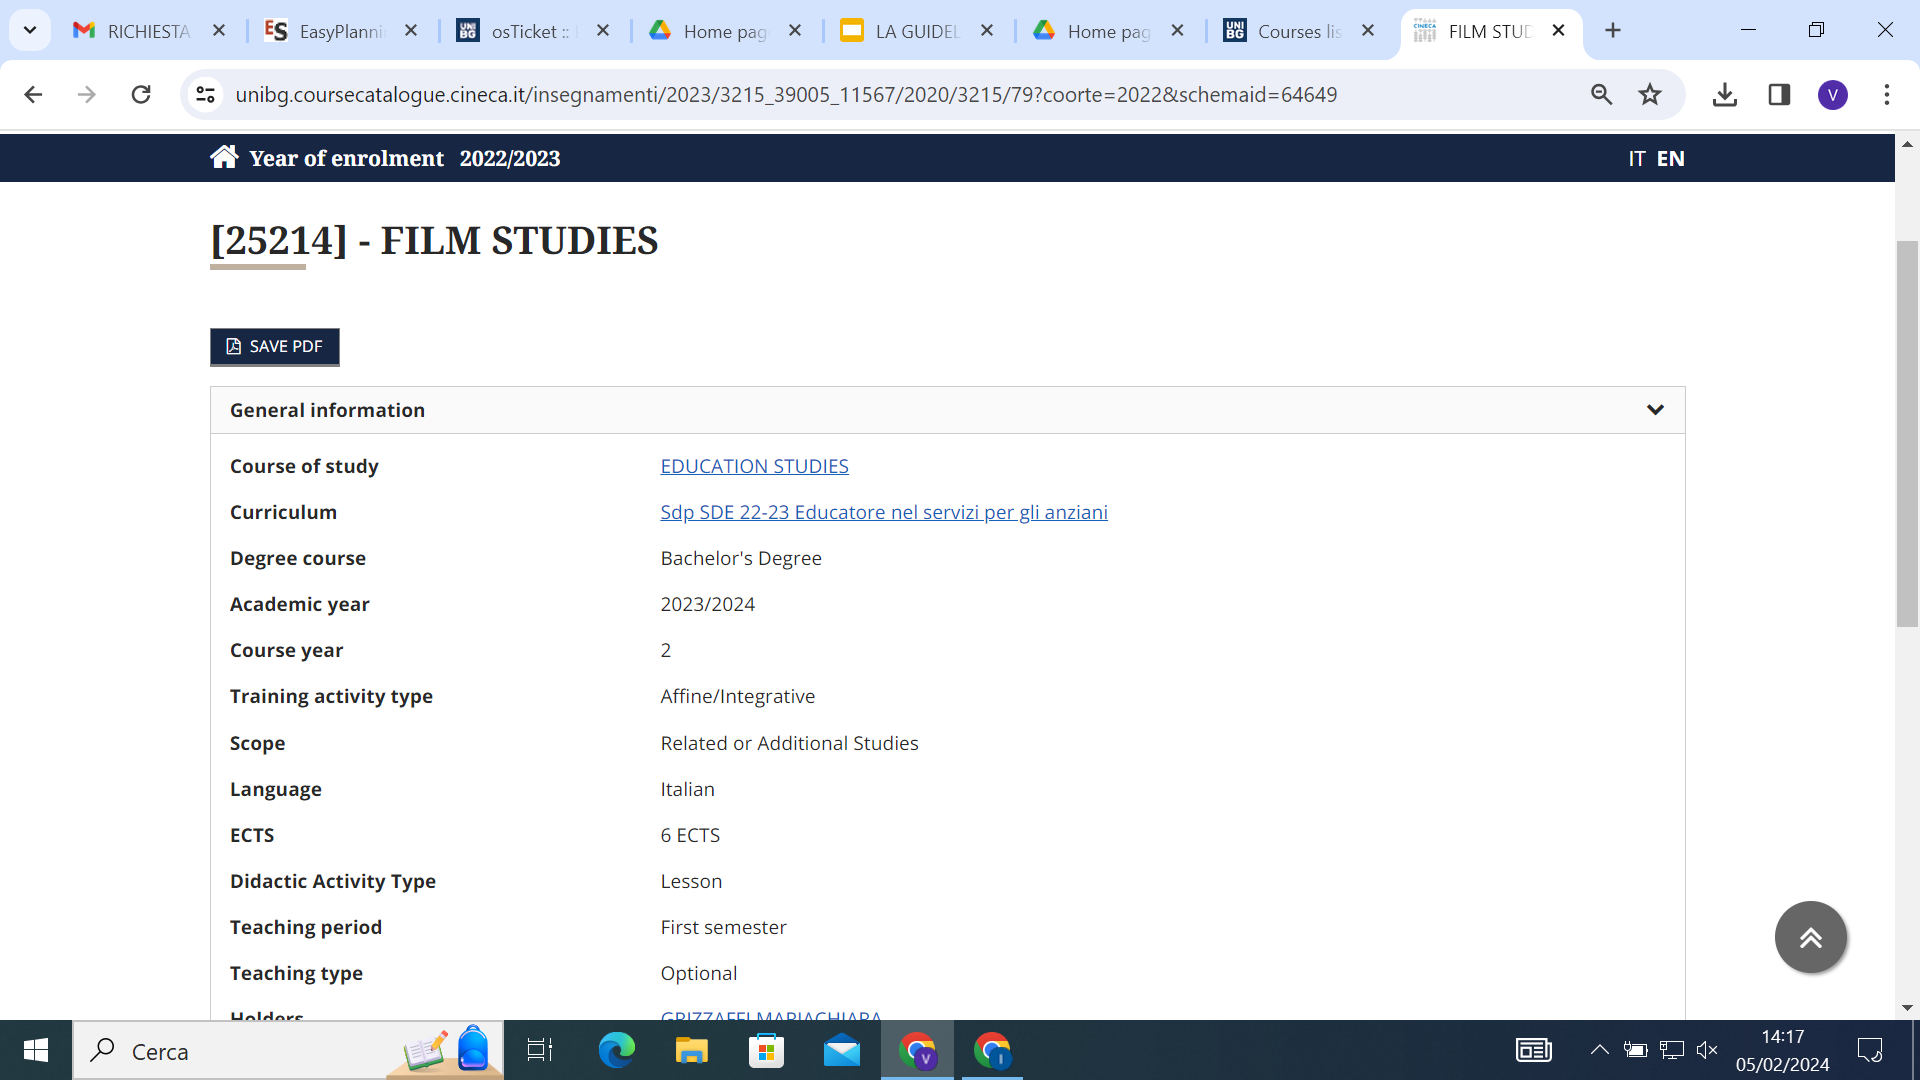 RICHIESTA
EasyPlanni
osTicket ::
Home pag
LA GUIDEL
Home pag
Courses lis
FILM STUD
unibg.coursecatalogue.cineca.it/insegnamenti/2023/3215_39005_11567/2020/3215/79?coorte=2022&schemaid=64649
V
Year of enrolment 2022/2023
IT EN
[25214] - FILM STUDIES
SAVE PDF
General information
Course of study EDUCATION STUDIES
Curriculum Sdp SDE 22-23 Educatore nel servizi per gli anziani
Degree course Bachelor's Degree
Academic year 2023/2024
Course year 2
Training activity type Affine/Integrative
Scope Related or Additional Studies
Language Italian
ECTS 6 ECTS
Didactic Activity Type Lesson
Teaching period First semester
Teaching type Optional
Holders GRIZZAFFI MARIACHIARA
Cerca
14:17
05/02/2024